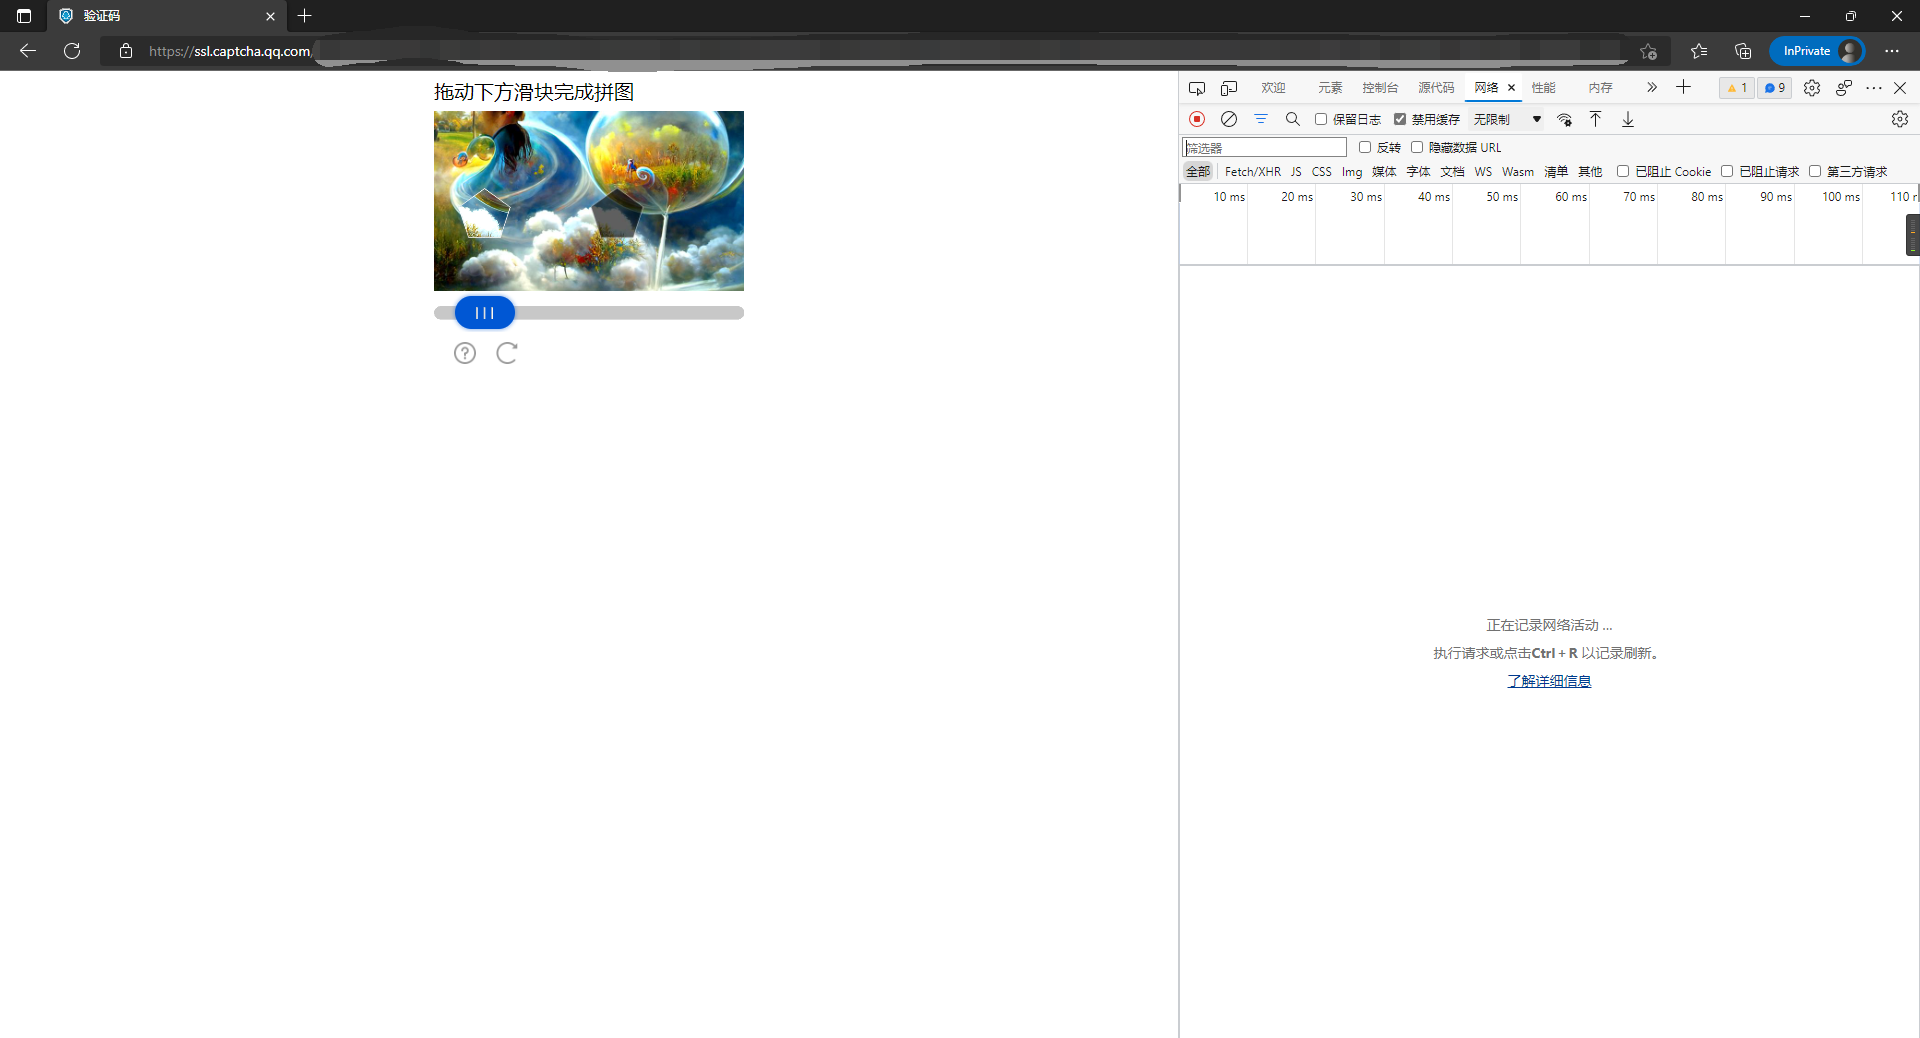 验证码
https://ssl.captcha.qq.com/
InPrivate
拖动下方滑块完成拼图
欢迎 元素 控制台 源代码 网络 性能 内存 1 9
保留日志 禁用缓存 无限制
筛选器 反转 隐藏数据 URL
全部 Fetch/XHR JS CSS Img 媒体 字体 文档 WS Wasm 清单 其他 已阻止 Cookie 已阻止请求 第三方请求
10 ms 20 ms 30 ms 40 ms 50 ms 60 ms 70 ms 80 ms 90 ms 100 ms 110
正在记录网络活动 ...
执行请求或点击Ctrl + R 以记录刷新。
了解详细信息